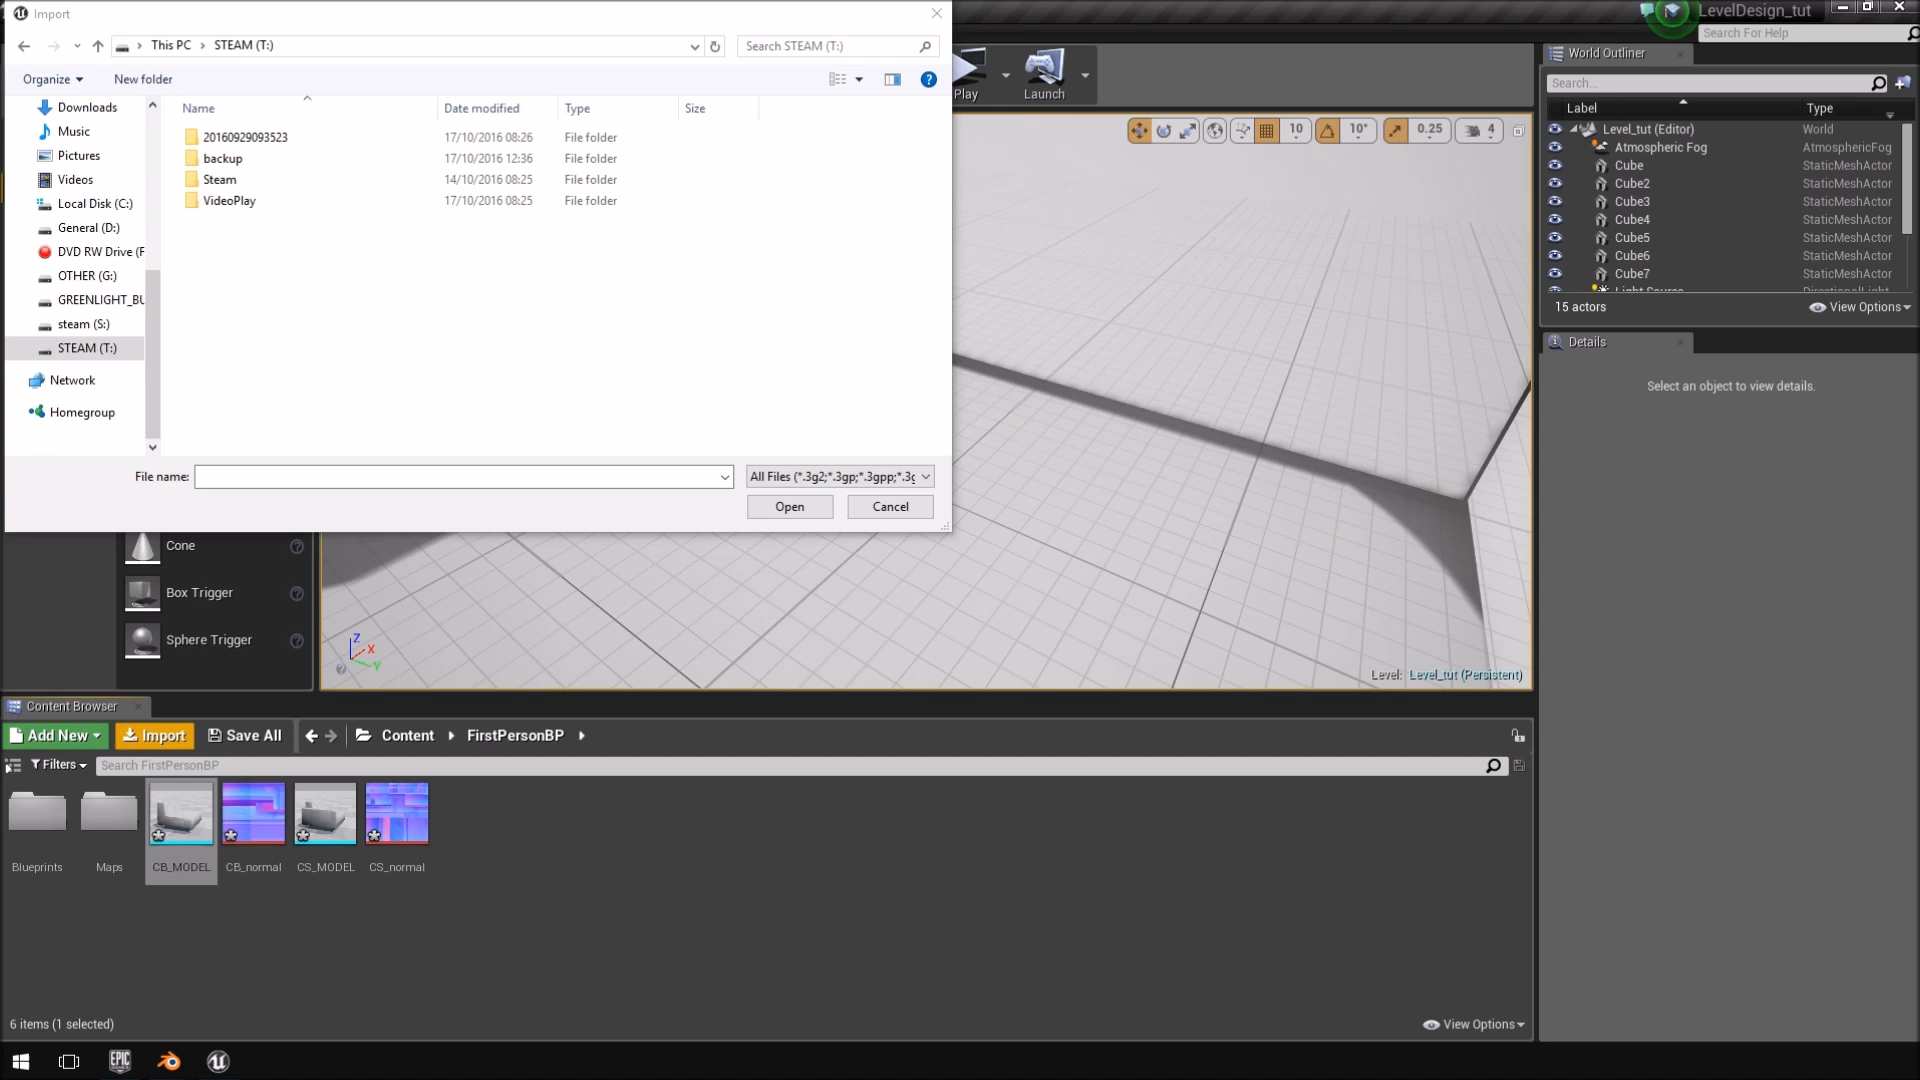 Import
LevelDesign_tut
This PC > STEAM (T:)
Search STEAM (T:)
Search For Help
Organize
New folder
Play
Launch
World Outliner
Search...
Label
Type
Level_tut (Editor) World
Atmospheric Fog AtmosphericFog
Cube StaticMeshActor
Cube2 StaticMeshActor
Cube3 StaticMeshActor
Cube4 StaticMeshActor
Cube5 StaticMeshActor
Cube6 StaticMeshActor
Cube7 StaticMeshActor
Light Source DirectionalLight
15 actors
View Options
Details
Select an object to view details.
Downloads
Music
Pictures
Videos
Local Disk (C:)
General (D:)
DVD RW Drive (F
OTHER (G:)
GREENLIGHT_BU
steam (S:)
STEAM (T:)
Network
Homegroup
Name Date modified Type Size
20160929093523 17/10/2016 08:26 File folder
backup 17/10/2016 12:36 File folder
Steam 14/10/2016 08:25 File folder
VideoPlay 17/10/2016 08:25 File folder
10 10° 0.25 4
File name:
All Files (*.3g2;*.3gp;*.3gpp;*.3g
Open
Cancel
Cone
Box Trigger
Sphere Trigger
Z
X
Y
Level: Level_tut (Persistent)
Content Browser
Add New
Import
Save All
Content
FirstPersonBP
Filters
Search FirstPersonBP
Blueprints
Maps
CB_MODEL
CB_normal
CS_MODEL
CS_normal
6 items (1 selected)
View Options
EPIC